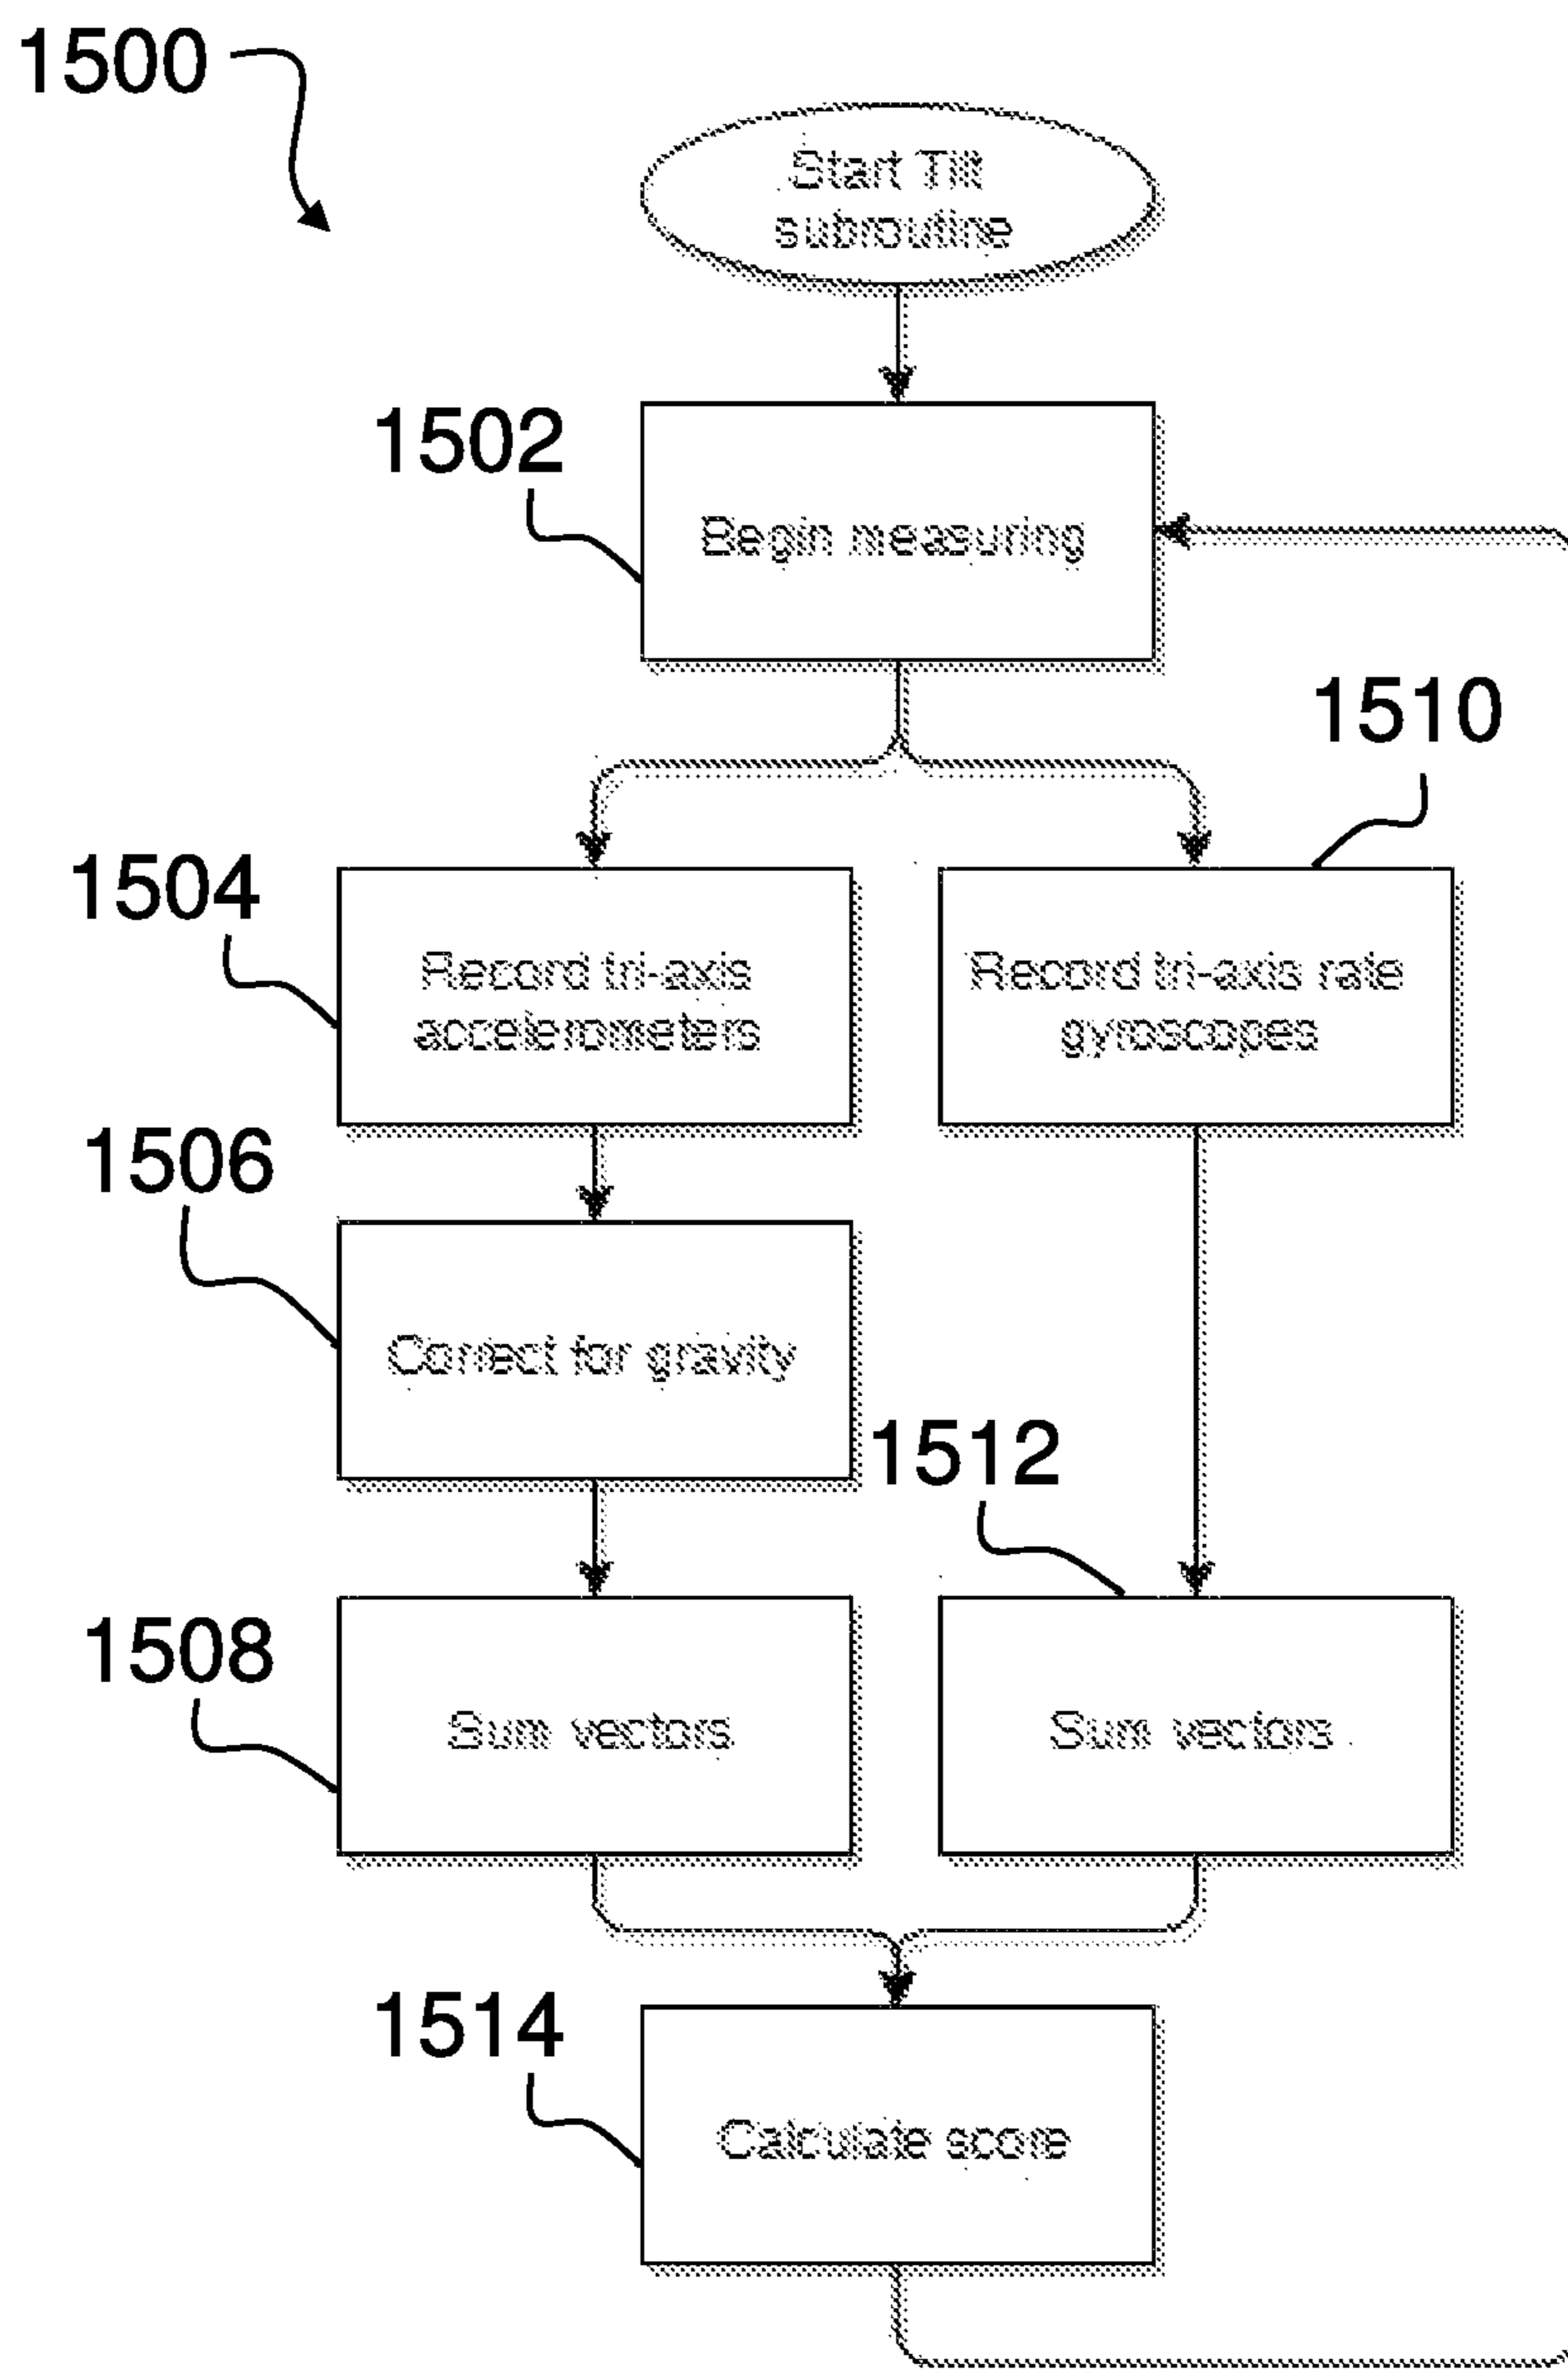 1500
Start Tilt
subroutine
1502
Begin measuring
1510
1504
Record tri-axis
accelerometers
Record tri-axis rate
gyroscopes
1506
Correct for gravity
1512
1508
Sum vectors
Sum vectors
1514
Calculate score